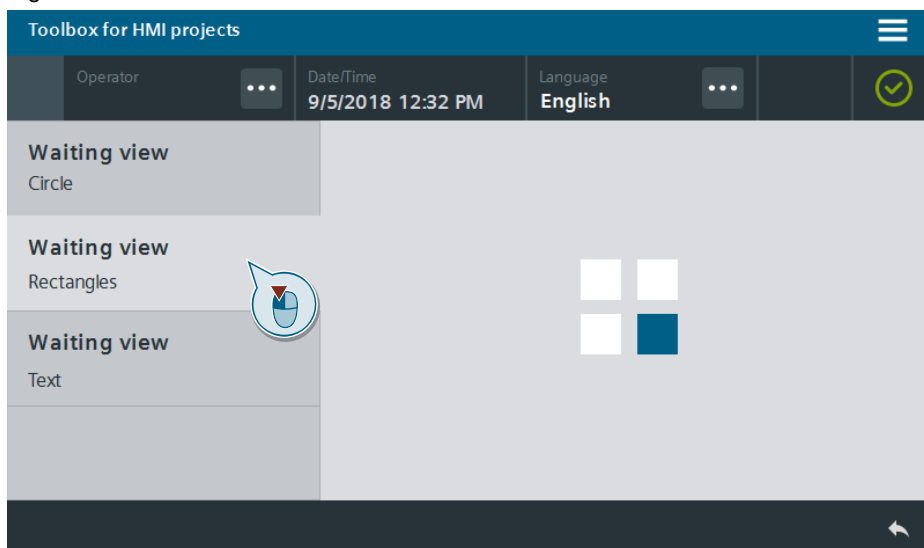 Toolbox for HMI projects
Operator
Date/Time
Language
9/5/2018 12:32 PM
English
Waiting view
Circle
Waiting view
Rectangles
Waiting view
Text